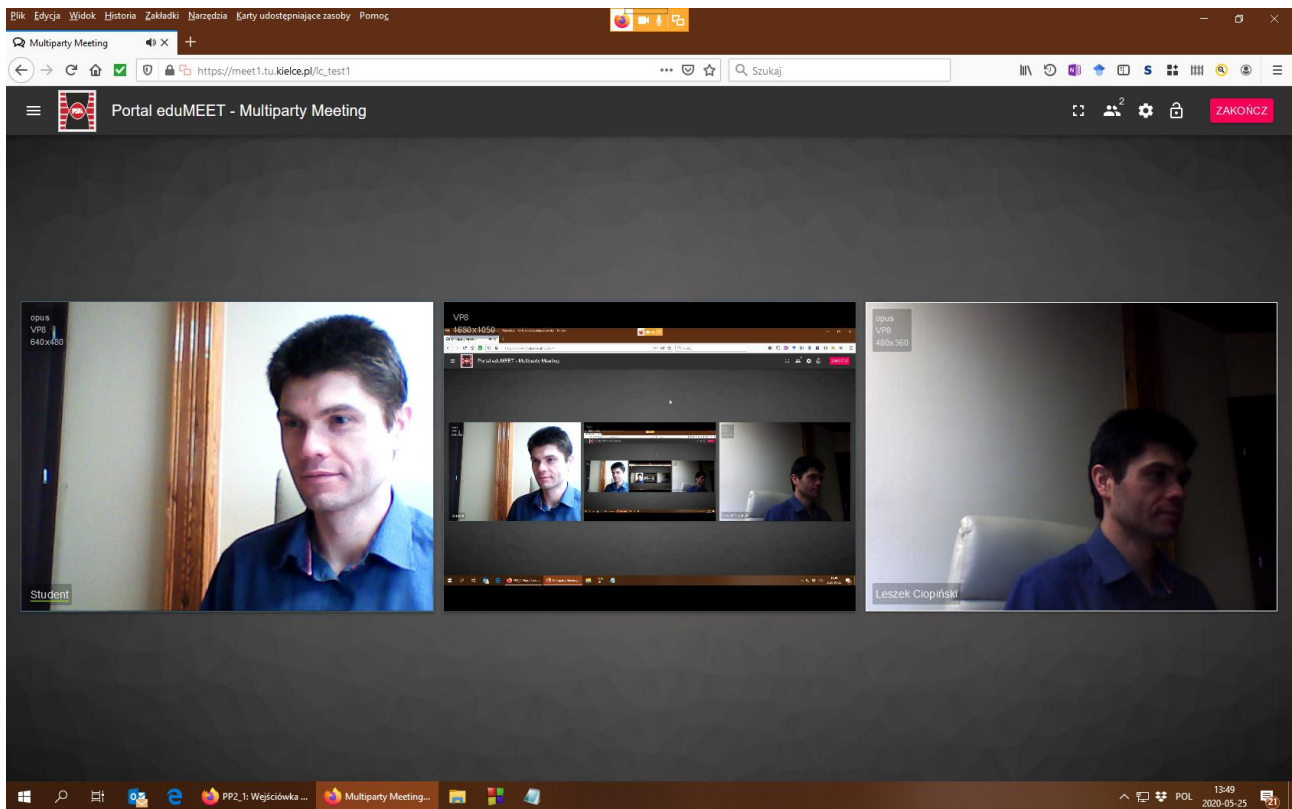 Plik Edycja Widok Historia Zakładki Narzędzia Karty udostępniające zasoby Pomoc
Multiparty Meeting
https://meet1.tu.kielce.pl/lc_test1
Szukaj
Portal eduMEET - Multiparty Meeting
2
ZAKOŃCZ
opus
VP8
640x480
Student
VP8
1680x1050
Portal eduMEET - Multiparty Meeting
Student
opus
VP8
480x360
Leszek Ciopiński
PP2_1: Wejściówka ...
Multiparty Meeting...
POL
13:49
2020-05-25
21